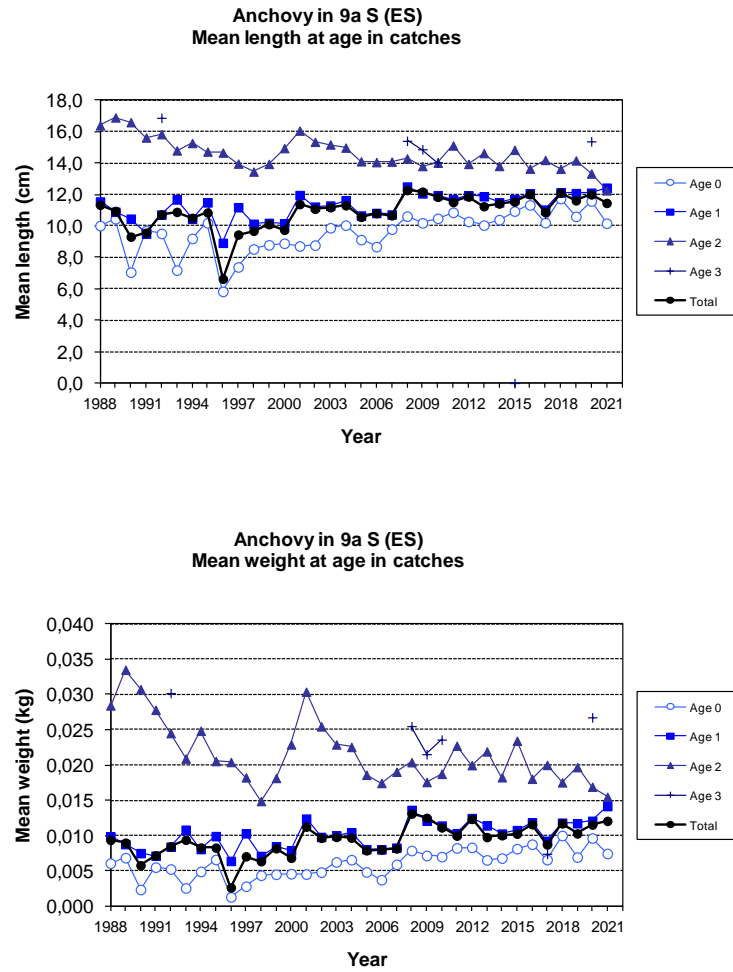 Anchovy in 9a S (ES)
Mean length at age in catches
18,0
16,0
14,0
12,0
10,0
8,0
6,0
4,0
2,0
0,0
Mean length (cm)
1988 1991 1994 1997 2000 2003 2006 2009 2012 2015 2018 2021
Year
Age 0
Age 1
Age 2
Age 3
Total
Anchovy in 9a S (ES)
Mean weight at age in catches
0,040
0,035
0,030
0,025
0,020
0,015
0,010
0,005
0,000
Mean weight (kg)
1988 1991 1994 1997 2000 2003 2006 2009 2012 2015 2018 2021
Year
Age 0
Age 1
Age 2
Age 3
Total